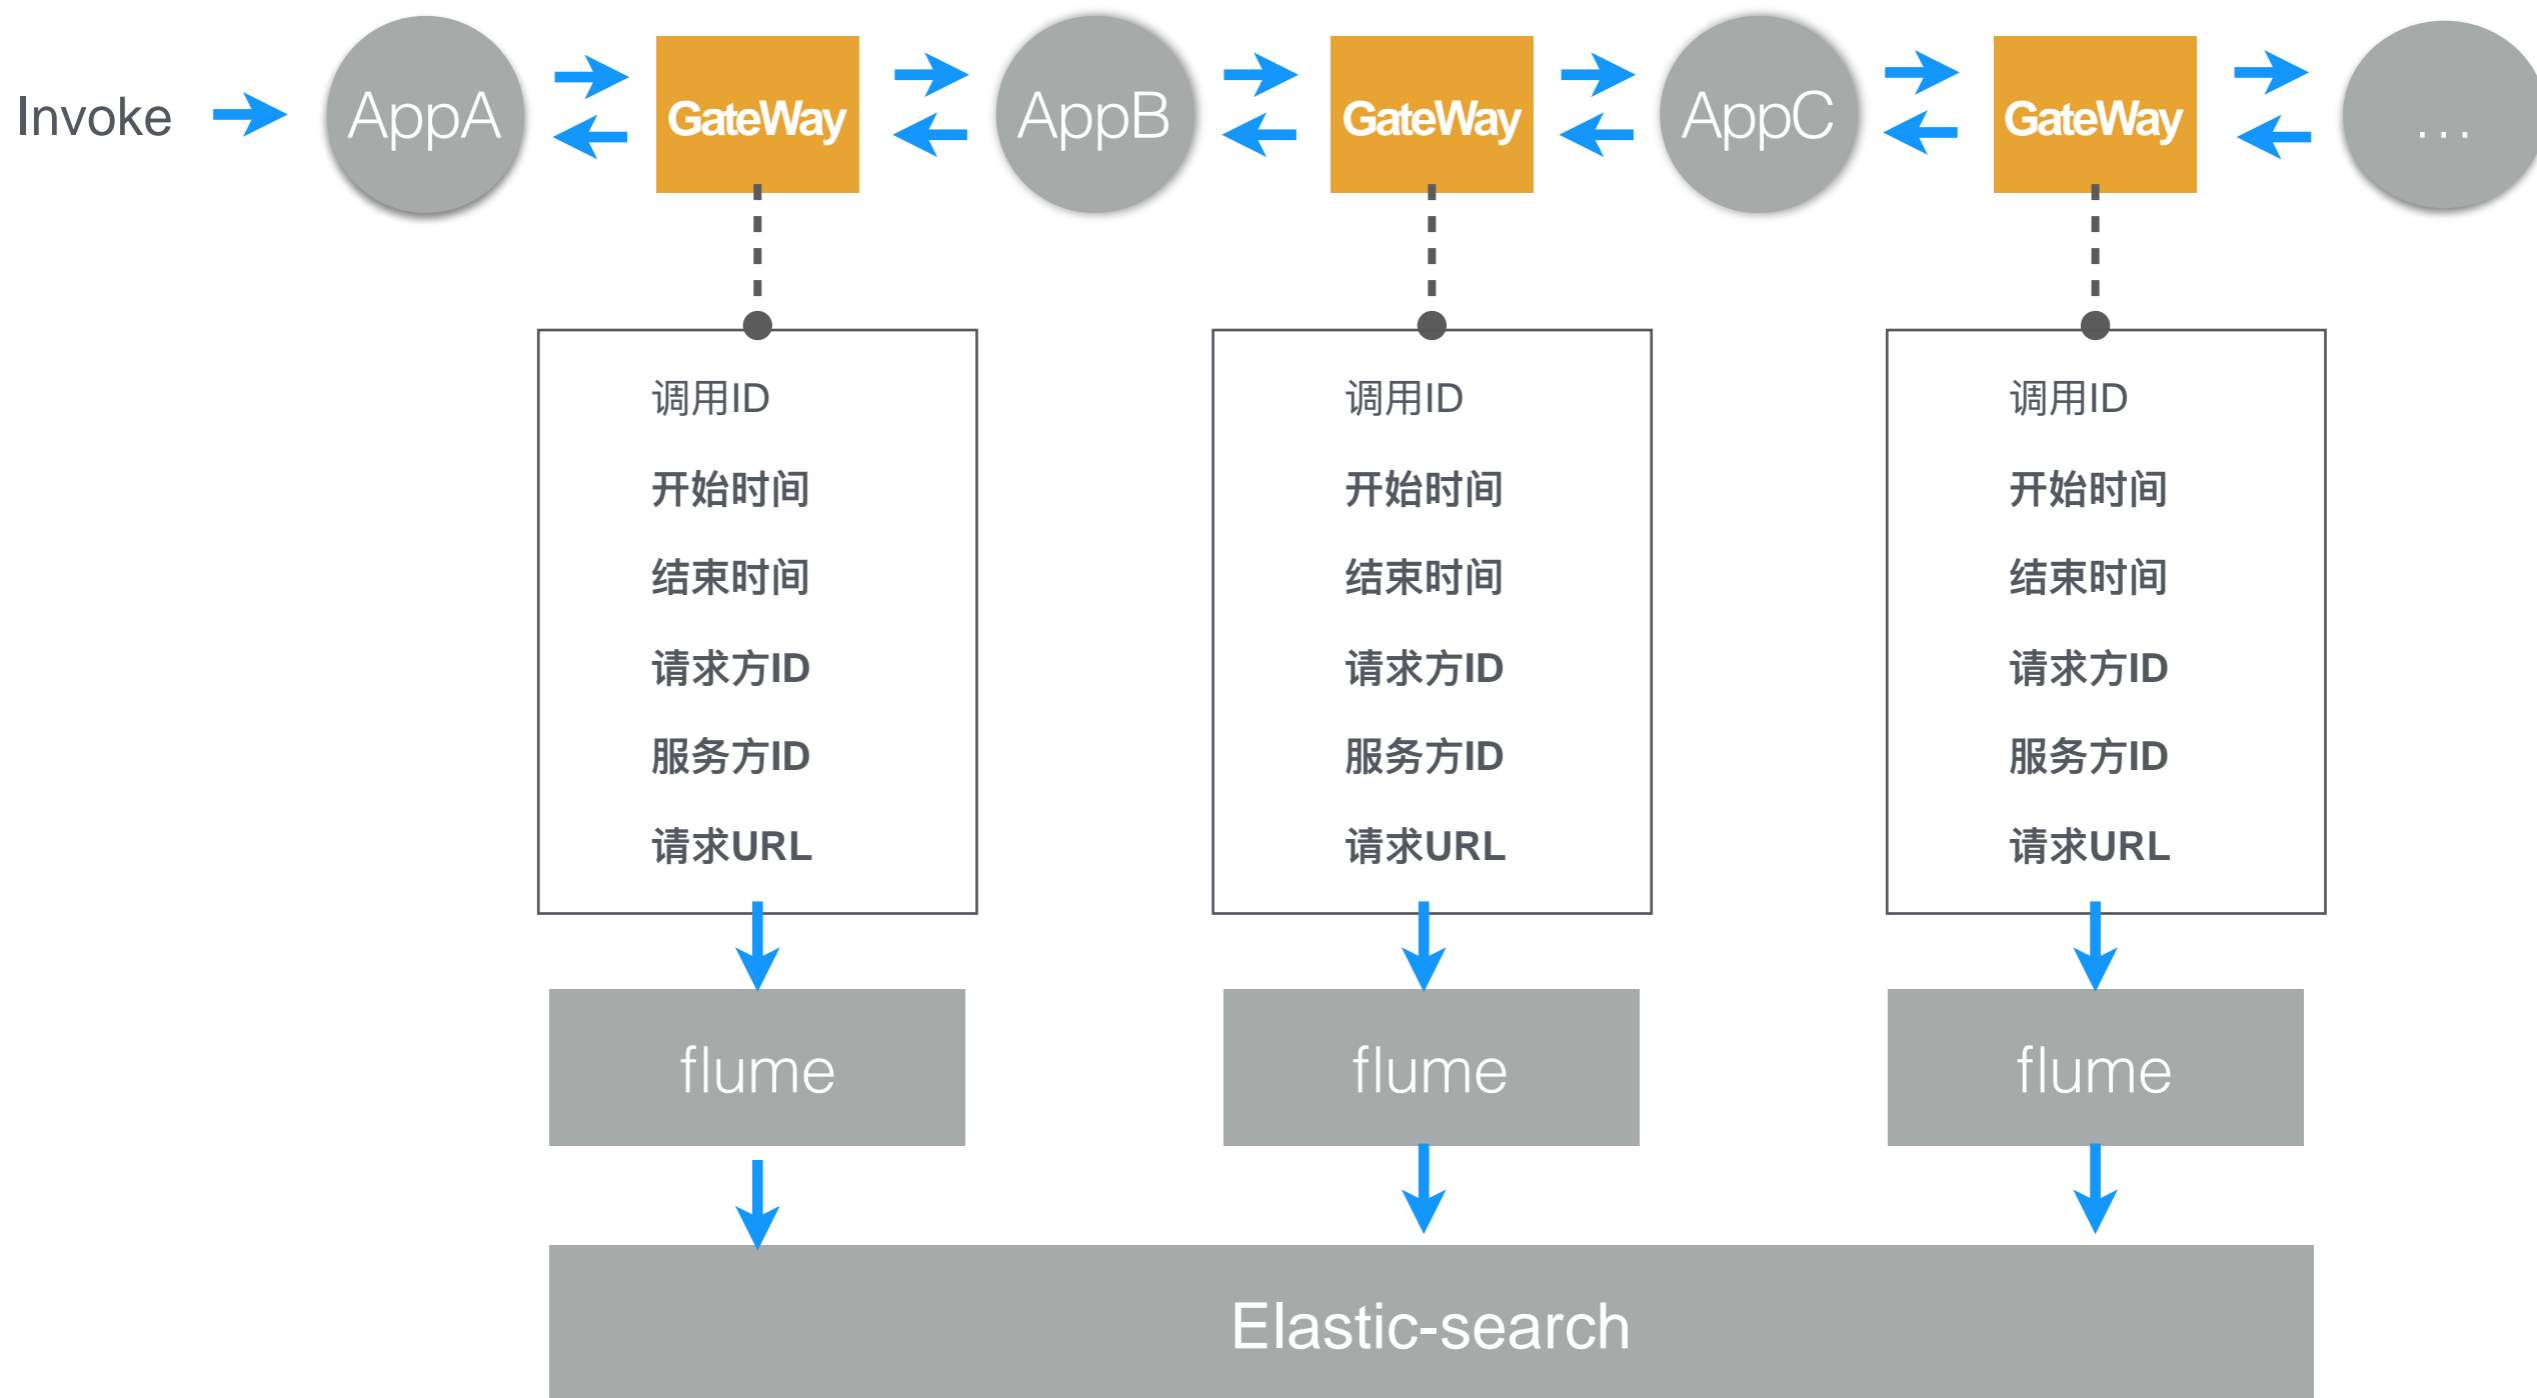 Invoke
AppA
GateWay
AppB
GateWay
AppC
GateWay
...
调用ID
开始时间
结束时间
请求方ID
服务方ID
请求URL
调用ID
开始时间
结束时间
请求方ID
服务方ID
请求URL
调用ID
开始时间
结束时间
请求方ID
服务方ID
请求URL
flume
flume
flume
Elastic-search